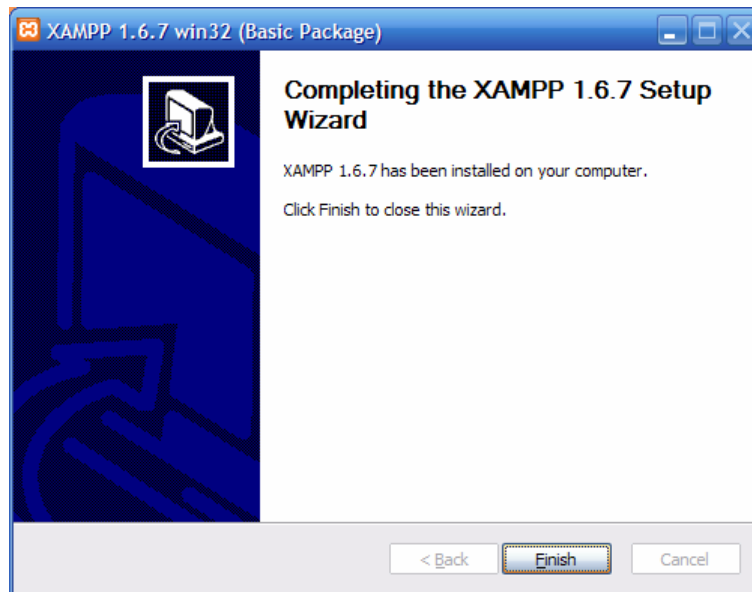 XAMPP 1.6.7 win32 (Basic Package)
Completing the XAMPP 1.6.7 Setup
Wizard
XAMPP 1.6.7 has been installed on your computer.
Click Finish to close this wizard.
< Back
Finish
Cancel